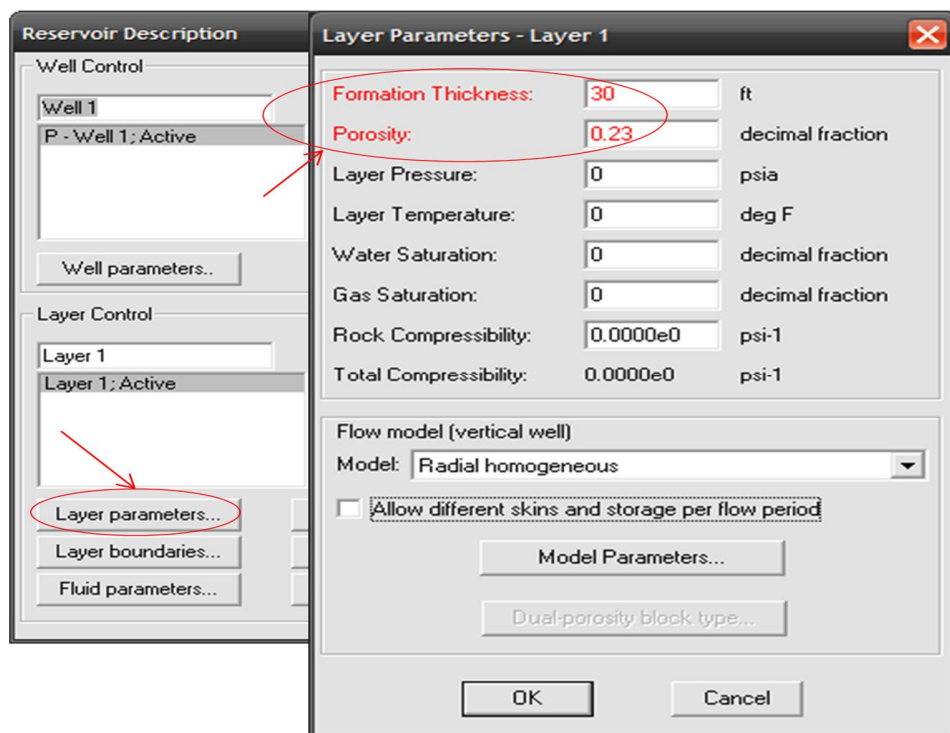 Reservoir Description
Well Control
Well 1
P - Well 1; Active
Well parameters..
Layer Control
Layer 1
Layer 1; Active
Layer parameters...
Layer boundaries...
Fluid parameters...
Layer Parameters - Layer 1
Formation Thickness: 30 ft
Porosity: 0.23 decimal fraction
Layer Pressure: 0 psia
Layer Temperature: 0 deg F
Water Saturation: 0 decimal fraction
Gas Saturation: 0 decimal fraction
Rock Compressibility: 0.0000e0 psi-1
Total Compressibility: 0.0000e0 psi-1
Flow model (vertical well)
Model: Radial homogeneous
Allow different skins and storage per flow period
Model Parameters...
Dual-porosity block type...
OK Cancel